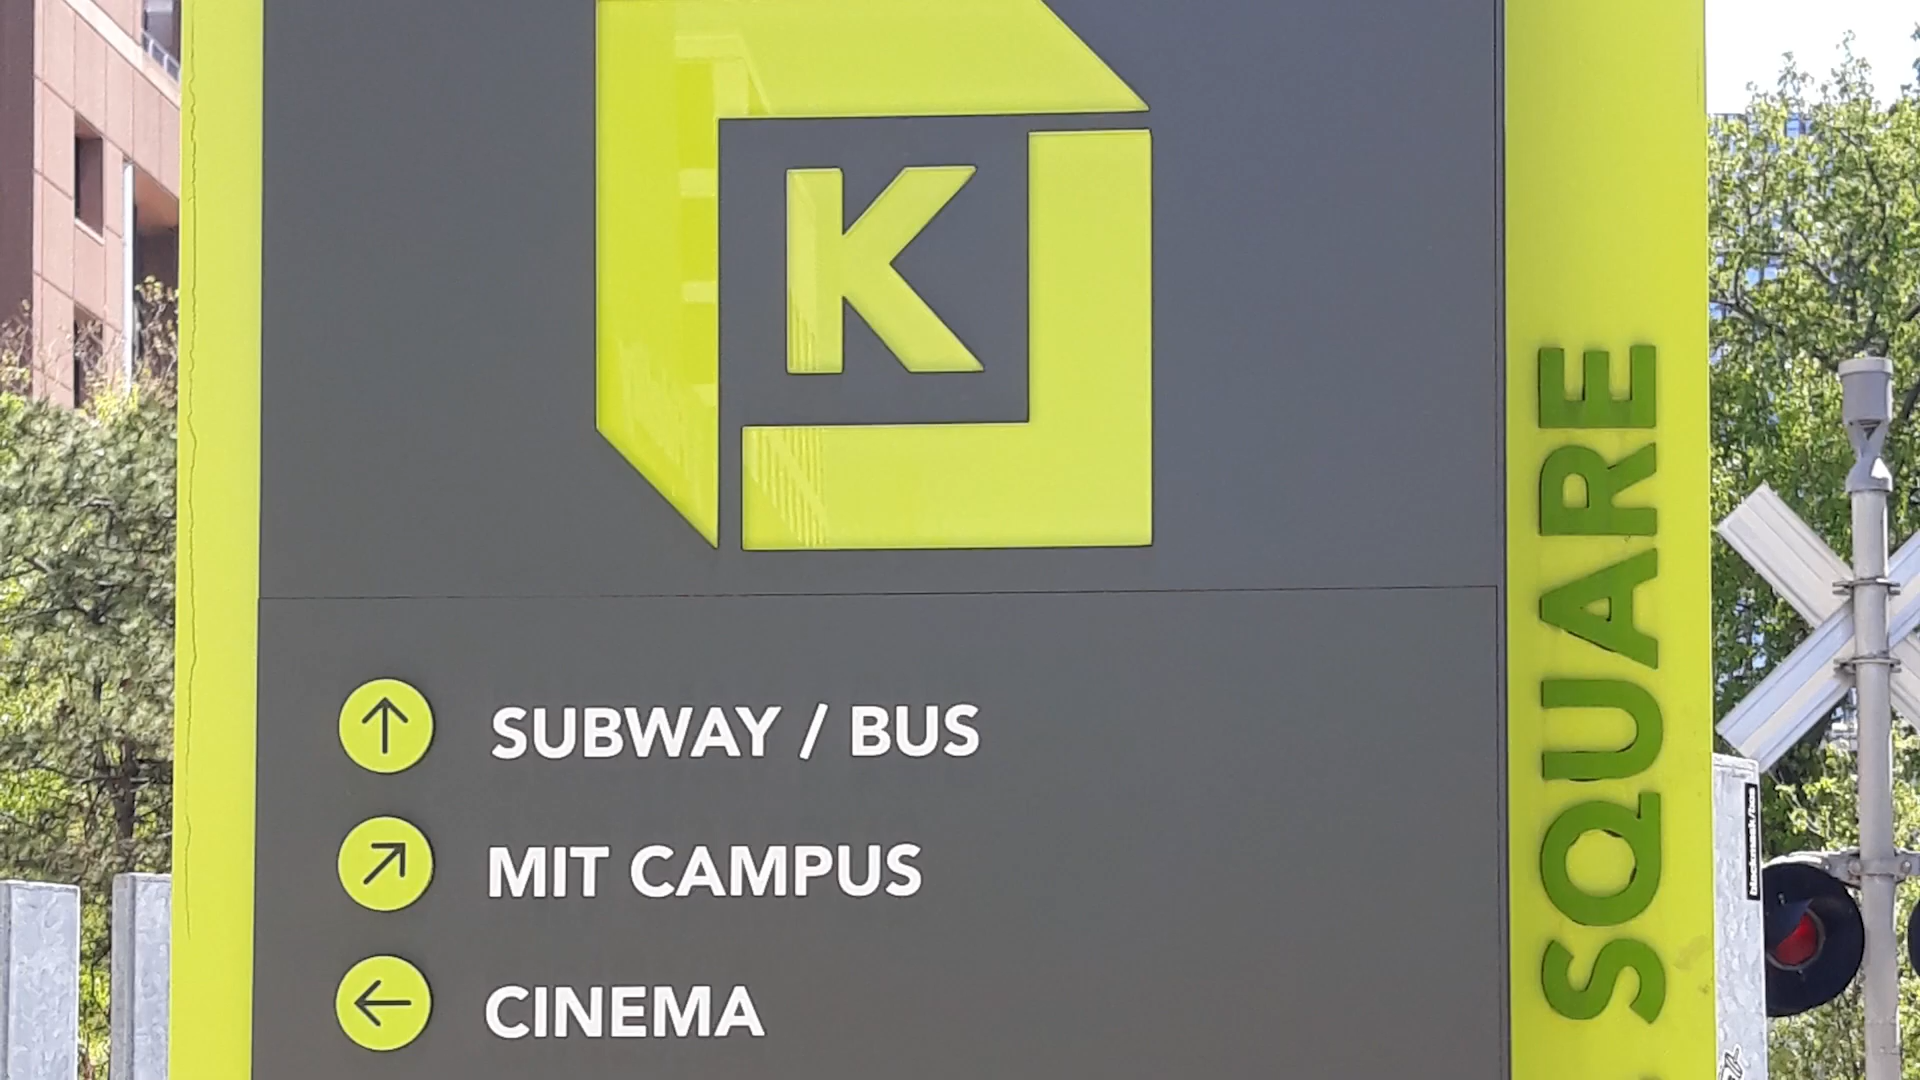 K
SUBWAY / BUS
MIT CAMPUS
CINEMA
SQUARE